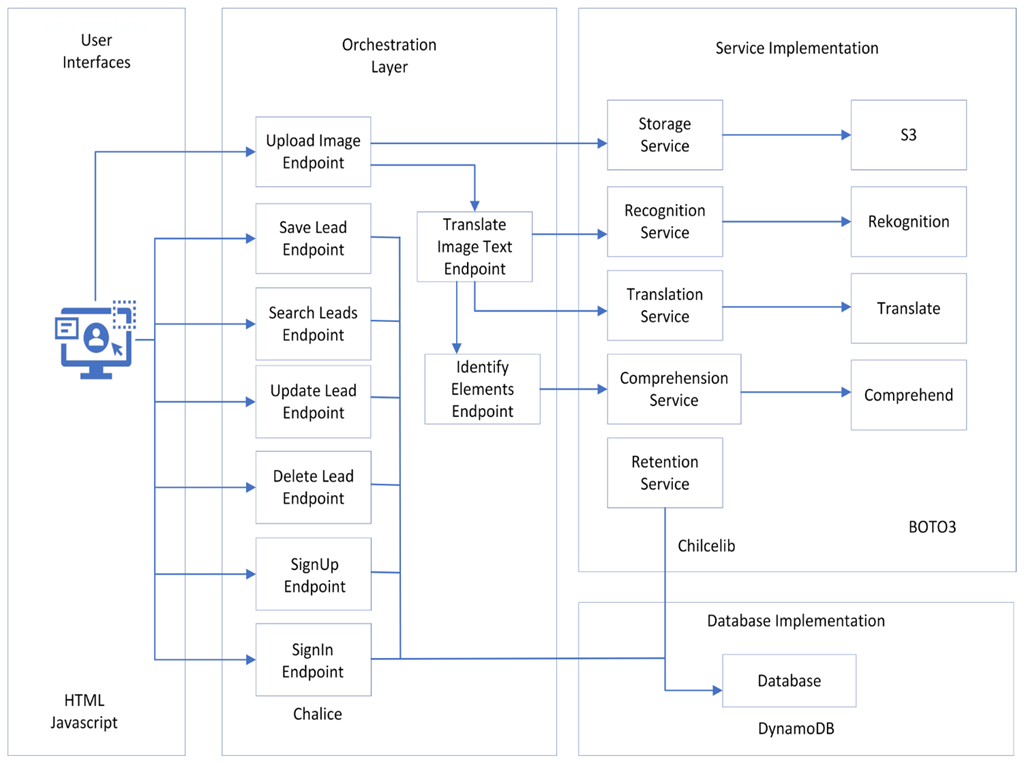 User
Interfaces
HTML
Javascript
Orchestration
Layer
Upload Image
Endpoint
Save Lead
Endpoint
Search Leads
Endpoint
Update Lead
Endpoint
Delete Lead
Endpoint
SignUp
Endpoint
SignIn
Endpoint
Chalice
Translate
Image Text
Endpoint
Identify
Elements
Endpoint
Service Implementation
Storage
Service
S3
Recognition
Service
Rekognition
Translation
Service
Translate
Comprehension
Service
Comprehend
Retention
Service
BOTO3
Chilcelib
Database Implementation
Database
DynamoDB